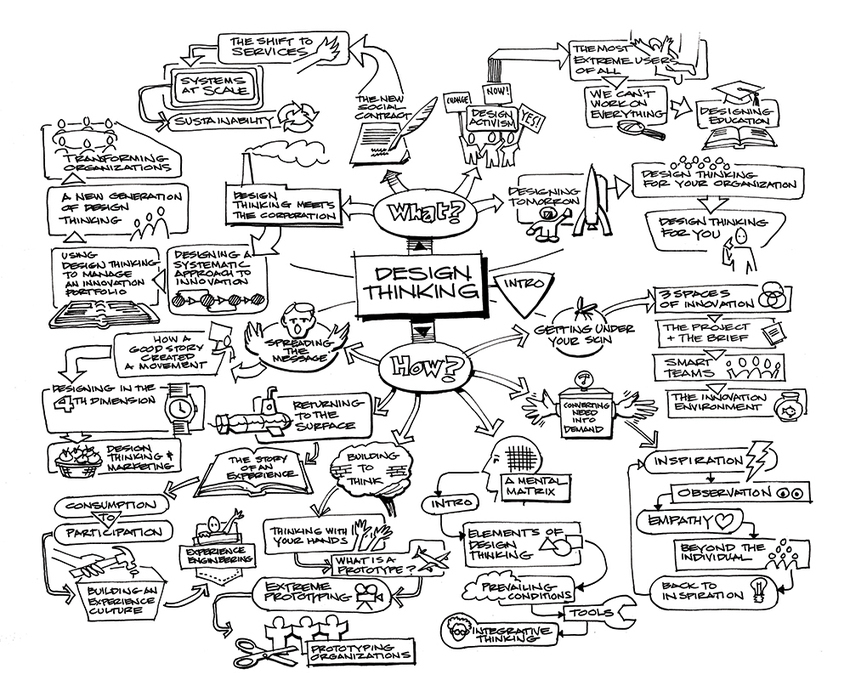 DESIGN
THINKING
INTRO
What?
THE NEW
SOCIAL
CONTRACT
THE SHIFT TO
SERVICES
SYSTEMS
AT SCALE
SUSTAINABILITY
CHANGE
NOW!
YES!
DESIGN
ACTIVISM
THE MOST
EXTREME USERS
OF ALL
WE CAN'T
WORK ON
EVERYTHING
DESIGNING
EDUCATION
DESIGNING
TOMORROW
DESIGN THINKING
FOR YOUR ORGANIZATION
DESIGN THINKING
FOR YOU
DESIGN
THINKING MEETS
THE CORPORATION
DESIGNING A
SYSTEMATIC
APPROACH TO
INNOVATION
USING
DESIGN THINKING
TO MANAGE
AN INNOVATION
PORTFOLIO
A NEW GENERATION
OF DESIGN
THINKING
TRANSFORMING
ORGANIZATIONS
How?
GETTING UNDER
YOUR SKIN
3 SPACES
OF INNOVATION
THE PROJECT
+ THE BRIEF
SMART
TEAMS
THE INNOVATION
ENVIRONMENT
CONVERTING
NEED
INTO
DEMAND
INSPIRATION
OBSERVATION
EMPATHY
BEYOND THE
INDIVIDUAL
BACK TO
INSPIRATION
A MENTAL
MATRIX
INTRO
ELEMENTS OF
DESIGN
THINKING
PREVAILING
CONDITIONS
TOOLS
INTEGRATIVE
THINKING
BUILDING
TO
THINK
THINKING WITH
YOUR HANDS
WHAT IS A
PROTOTYPE?
EXTREME
PROTOTYPING
PROTOTYPING
ORGANIZATIONS
RETURNING
TO THE
SURFACE
THE STORY
OF AN
EXPERIENCE
CONSUMPTION
TO
PARTICIPATION
BUILDING AN
EXPERIENCE
CULTURE
EXPERIENCE
ENGINEERING
SPREADING
THE
MESSAGE
HOW A
GOOD STORY
CREATED
A MOVEMENT
DESIGNING IN THE
4TH DIMENSION
DESIGN
THINKING &
MARKETING